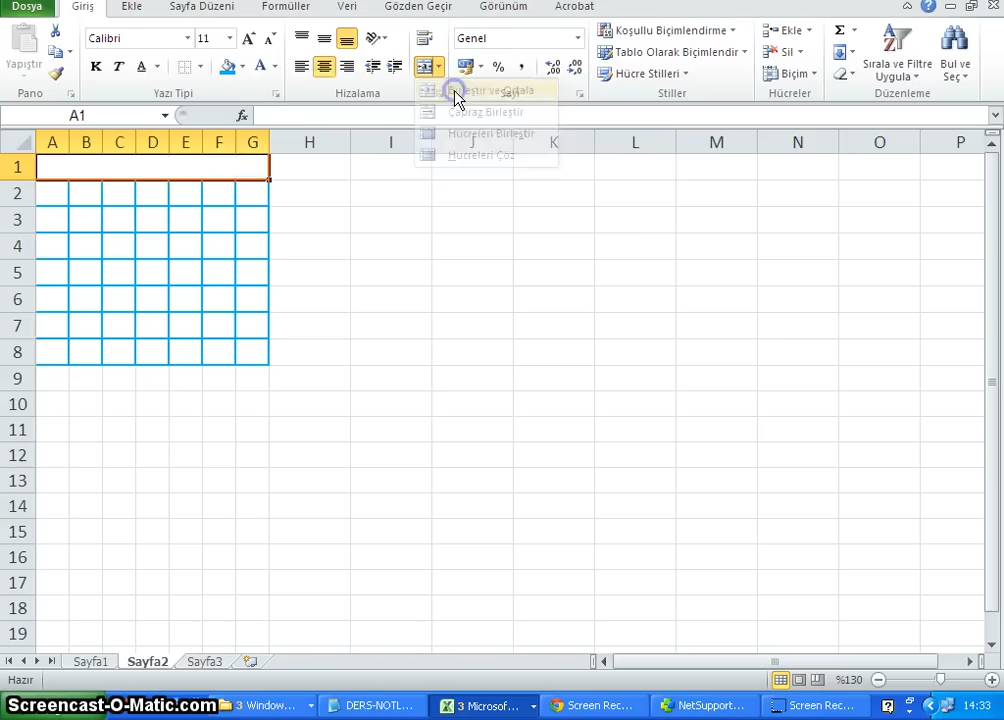 Dosya Giriş Ekle Sayfa Düzeni Formüller Veri Gözden Geçir Görünüm Acrobat
Yapıştır
Calibri 11
K T A
Genel
% ,
Koşullu Biçimlendirme
Tablo Olarak Biçimlendir
Hücre Stilleri
Ekle
Sil
Biçim
Σ
Sırala ve Filtre Uygula
Bul ve Seç
Pano Yazı Tipi Hizalama Sayı Stiller Hücreler Düzenleme
Birleştir ve Ortala
Çapraz Birleştir
Hücreleri Birleştir
Hücreleri Çöz
A1 fx
A B C D E F G H I J K L M N O P
1
2
3
4
5
6
7
8
9
10
11
12
13
14
15
16
17
18
19
Sayfa1 Sayfa2 Sayfa3
Hazır %130
Screencast-O-Matic.com 3 Window... DERS-NOTL... 3 Microsof... Screen Rec... NetSupport... Screen Rec... 14:33